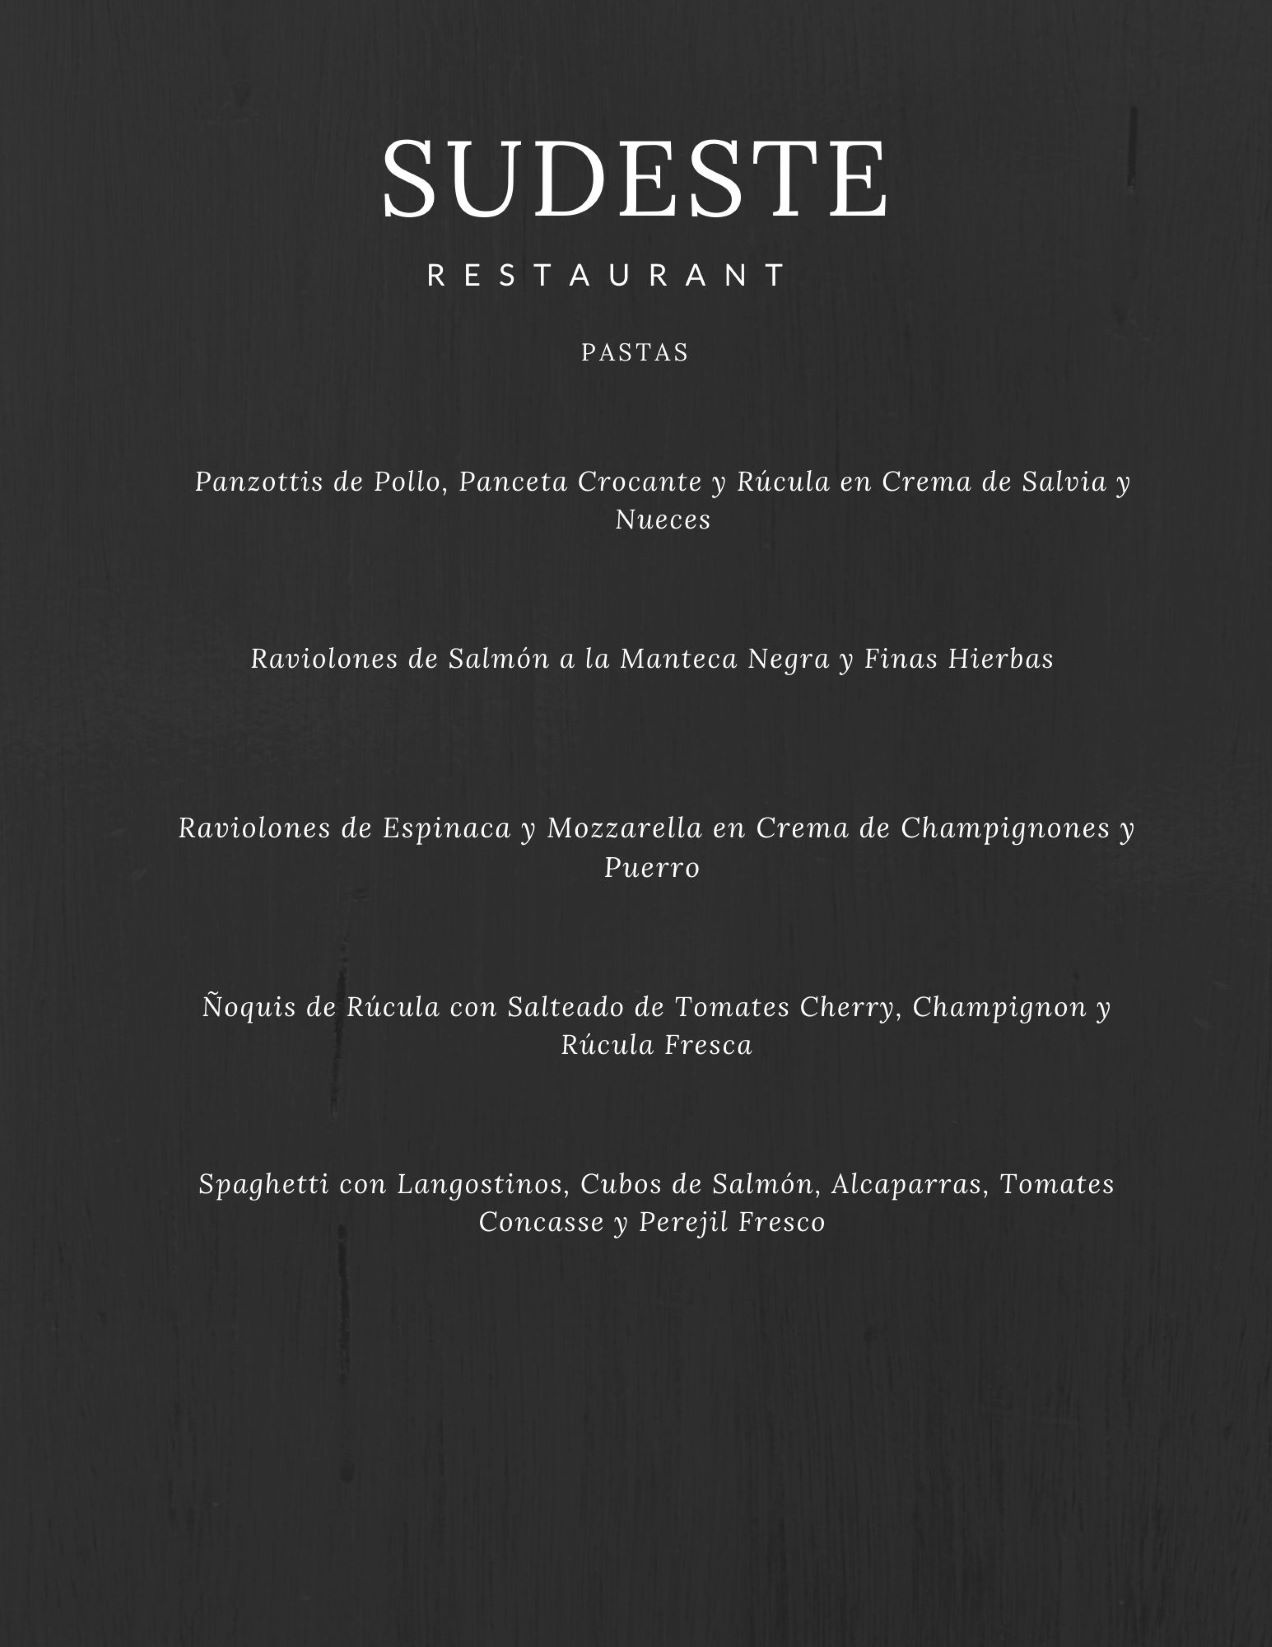 SUDESTE
RESTAURANT
PASTAS
Panzottis de Pollo, Panceta Crocante y Rúcula en Crema de Salvia y
Nueces
Raviolones de Salmón a la Manteca Negra y Finas Hierbas
Raviolones de Espinaca y Mozzarella en Crema de Champignones y
Puerro
Ñoquis de Rúcula con Salteado de Tomates Cherry, Champignon y
Rúcula Fresca
Spaghetti con Langostinos, Cubos de Salmón, Alcaparras, Tomates
Concasse y Perejil Fresco